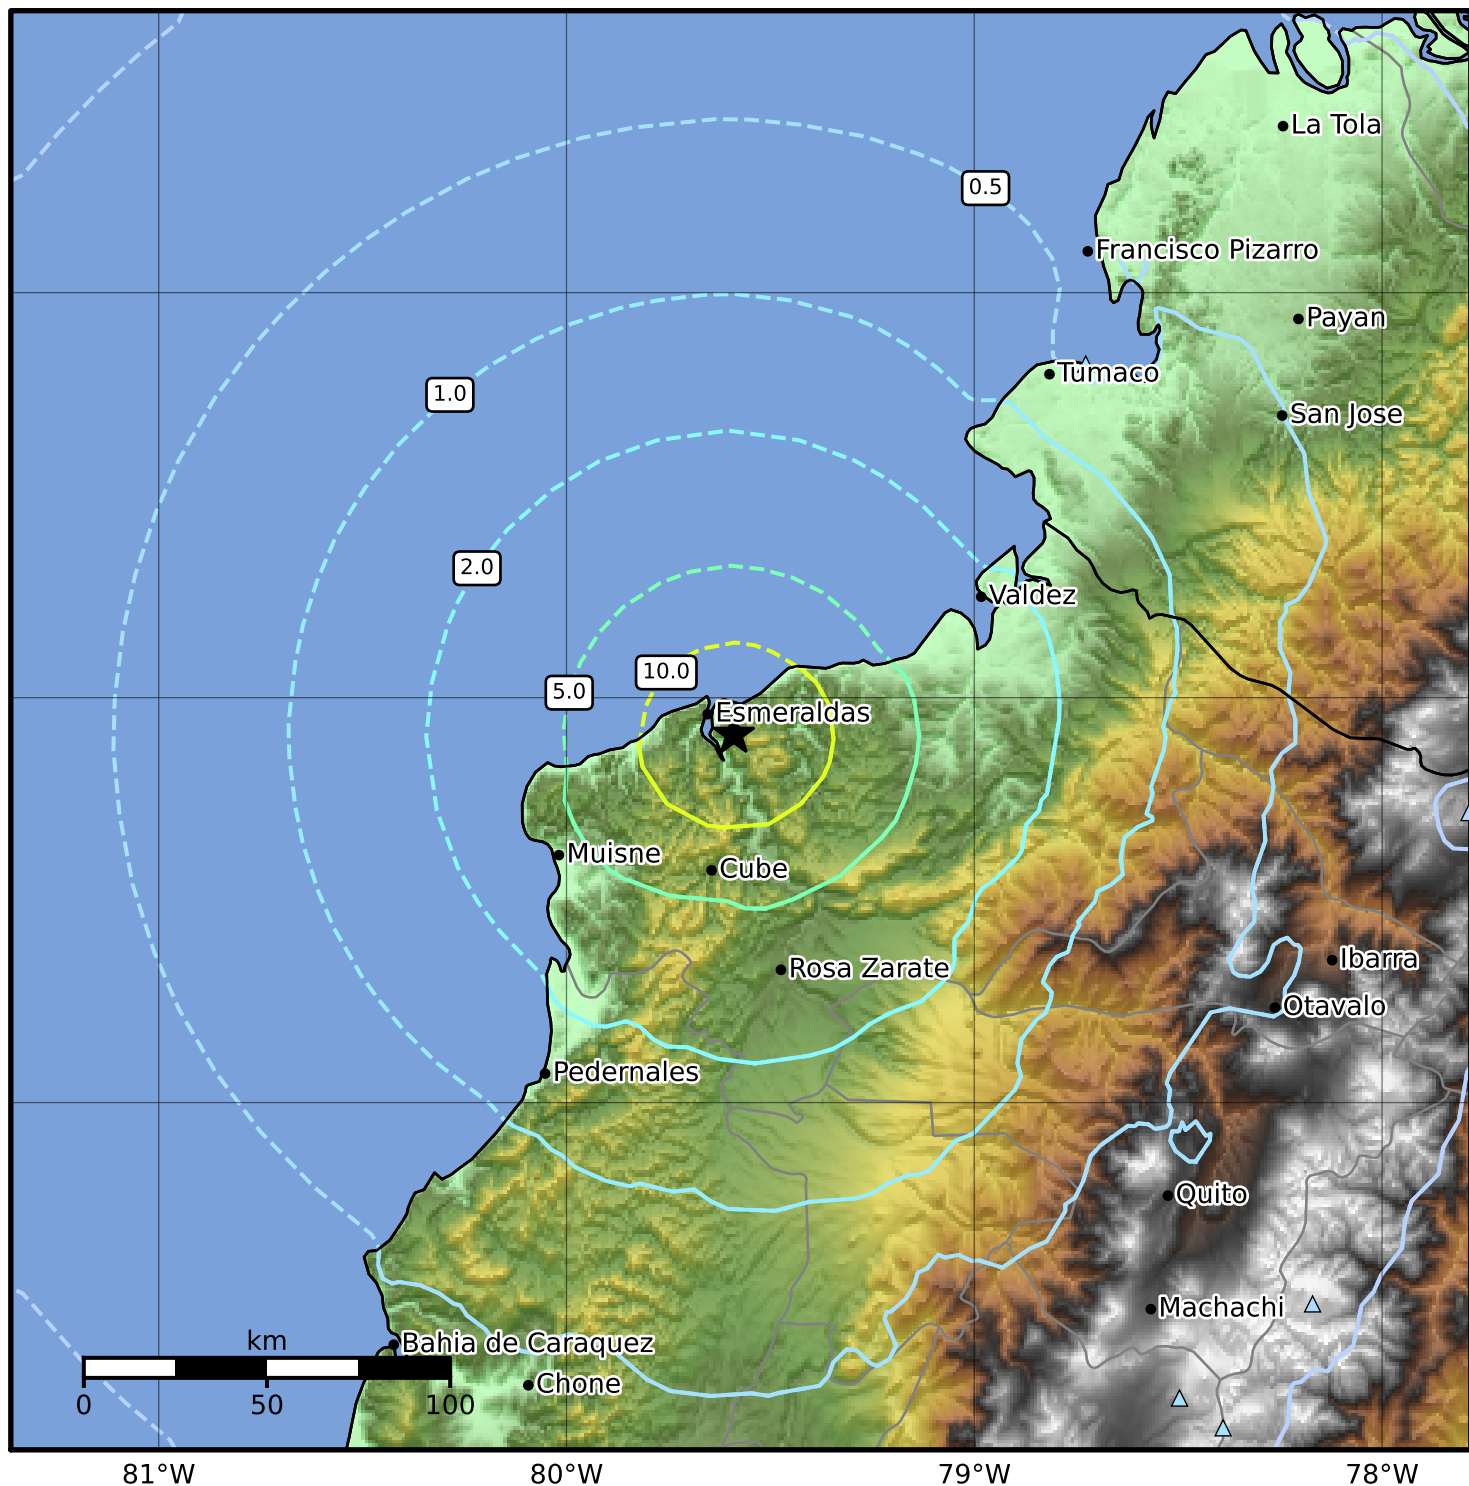 La Tola
0.5
Francisco Pizarro
Payan
Tumaco
1.0
San Jose
2.0
Valdez
10.0
5.0
Esmeraldas
Muisne
Cube
Rosa Zarate
Ibarra
Otavalo
Pedernales
Quito
Machachi
km
Bahia de Caraquez
Chone
0 50 100
81°W 80°W 79°W 78°W